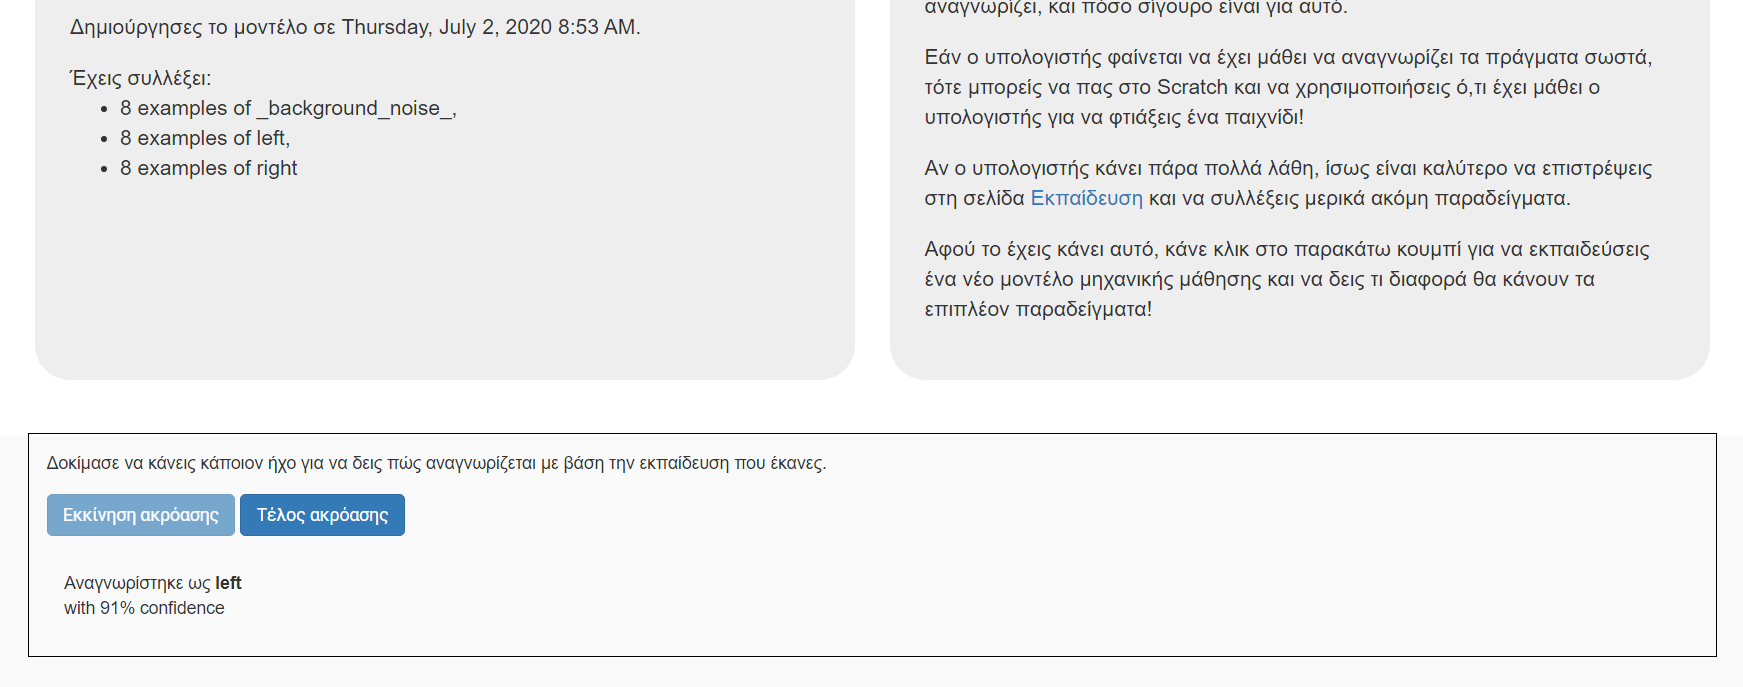 Δημιούργησες το μοντέλο σε Thursday, July 2, 2020 8:53 AM.
Έχεις συλλέξει:
• 8 examples of _background_noise_,
• 8 examples of left,
• 8 examples of right
αναγνωρίζει, και πόσο σίγουρο είναι για αυτό.
Εάν ο υπολογιστής φαίνεται να έχει μάθει να αναγνωρίζει τα πράγματα σωστά,
τότε μπορείς να πας στο Scratch και να χρησιμοποιήσεις ό,τι έχει μάθει ο
υπολογιστής για να φτιάξεις ένα παιχνίδι!
Αν ο υπολογιστής κάνει πάρα πολλά λάθη, ίσως είναι καλύτερο να επιστρέψεις
στη σελίδα Εκπαίδευση και να συλλέξεις μερικά ακόμη παραδείγματα.
Αφού το έχεις κάνει αυτό, κάνε κλικ στο παρακάτω κουμπί για να εκπαιδεύσεις
ένα νέο μοντέλο μηχανικής μάθησης και να δεις τι διαφορά θα κάνουν τα
επιπλέον παραδείγματα!
Δοκίμασε να κάνεις κάποιον ήχο για να δεις πώς αναγνωρίζεται με βάση την εκπαίδευση που έκανες.
Εκκίνηση ακρόασης Τέλος ακρόασης
Αναγνωρίστηκε ως left
with 91% confidence